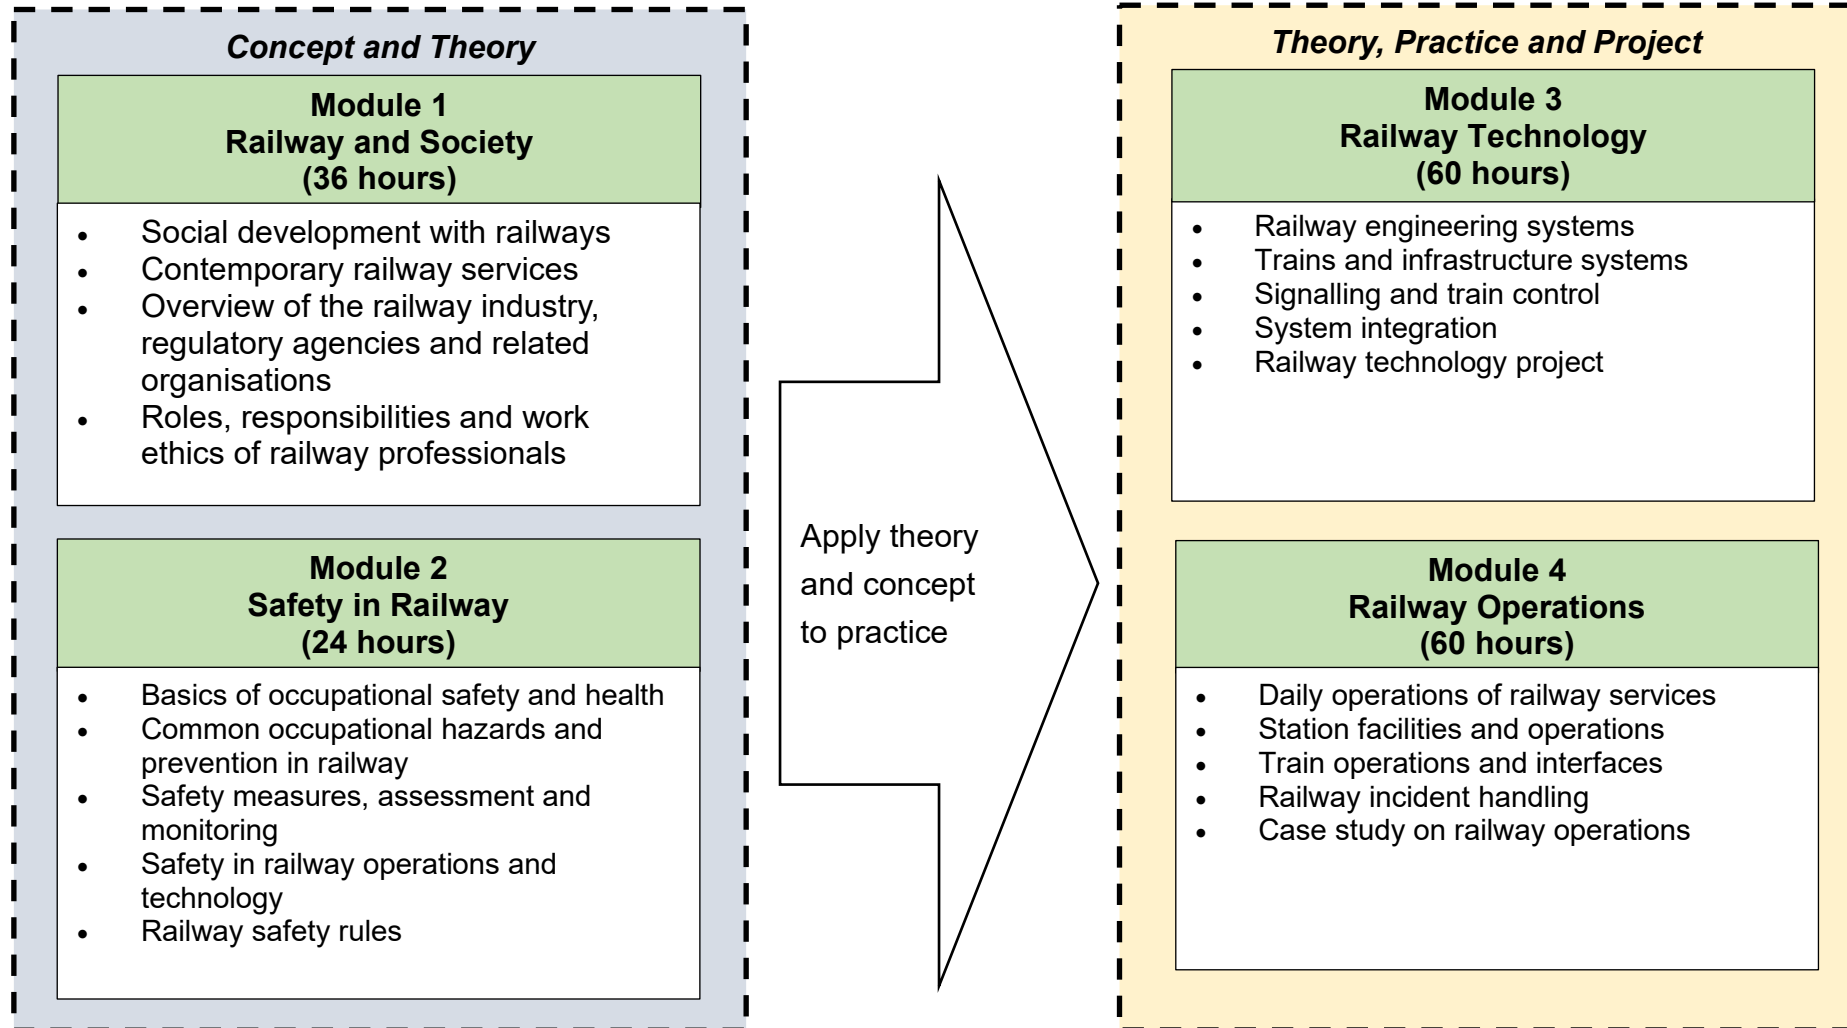 Concept and Theory
Module 1
Railway and Society
(36 hours)
• Social development with railways
• Contemporary railway services
• Overview of the railway industry,
regulatory agencies and related
organisations
• Roles, responsibilities and work
ethics of railway professionals
Module 2
Safety in Railway
(24 hours)
• Basics of occupational safety and health
• Common occupational hazards and
prevention in railway
• Safety measures, assessment and
monitoring
• Safety in railway operations and
technology
• Railway safety rules
Apply theory
and concept
to practice
Theory, Practice and Project
Module 3
Railway Technology
(60 hours)
• Railway engineering systems
• Trains and infrastructure systems
• Signalling and train control
• System integration
• Railway technology project
Module 4
Railway Operations
(60 hours)
• Daily operations of railway services
• Station facilities and operations
• Train operations and interfaces
• Railway incident handling
• Case study on railway operations